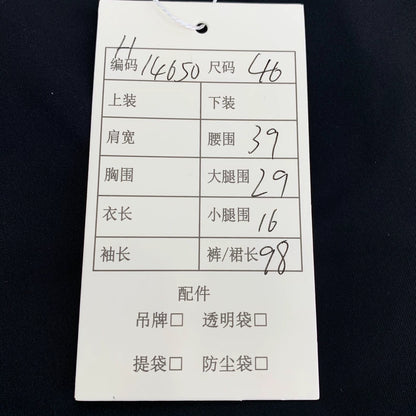 H
编码 14650 尺码 46
上装 下装
肩宽 腰围 39
胸围 大腿围 29
衣长 小腿围 16
袖长 裤/裙长 98
配件
吊牌□ 透明袋□
提袋□ 防尘袋□